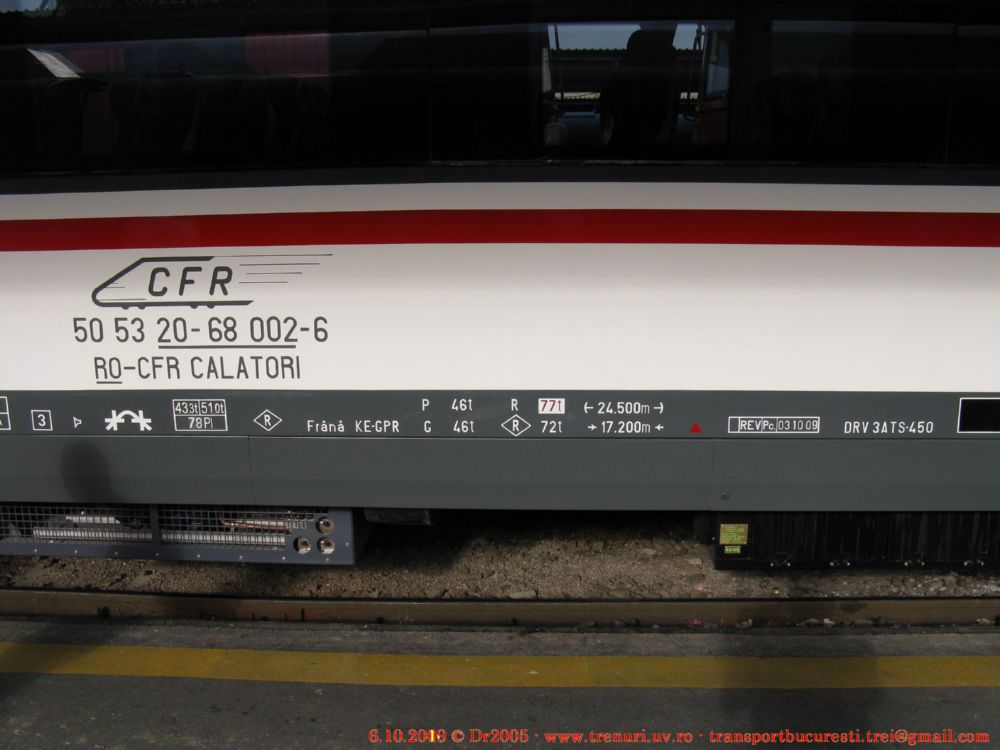 CFR
50 53 20-68 002-6
RO-CFR CALATORI
3
433t 510t
78Pl
R
Frână KE-GPR
P 46t
G 46t
R 77t
R 72t
24.500m
17.200m
REV Pc. 03 10 09
DRV 3ATS-450
© Dr2005 · www.trenuri.uv.ro · transportbucuresti.trei@gmail.com